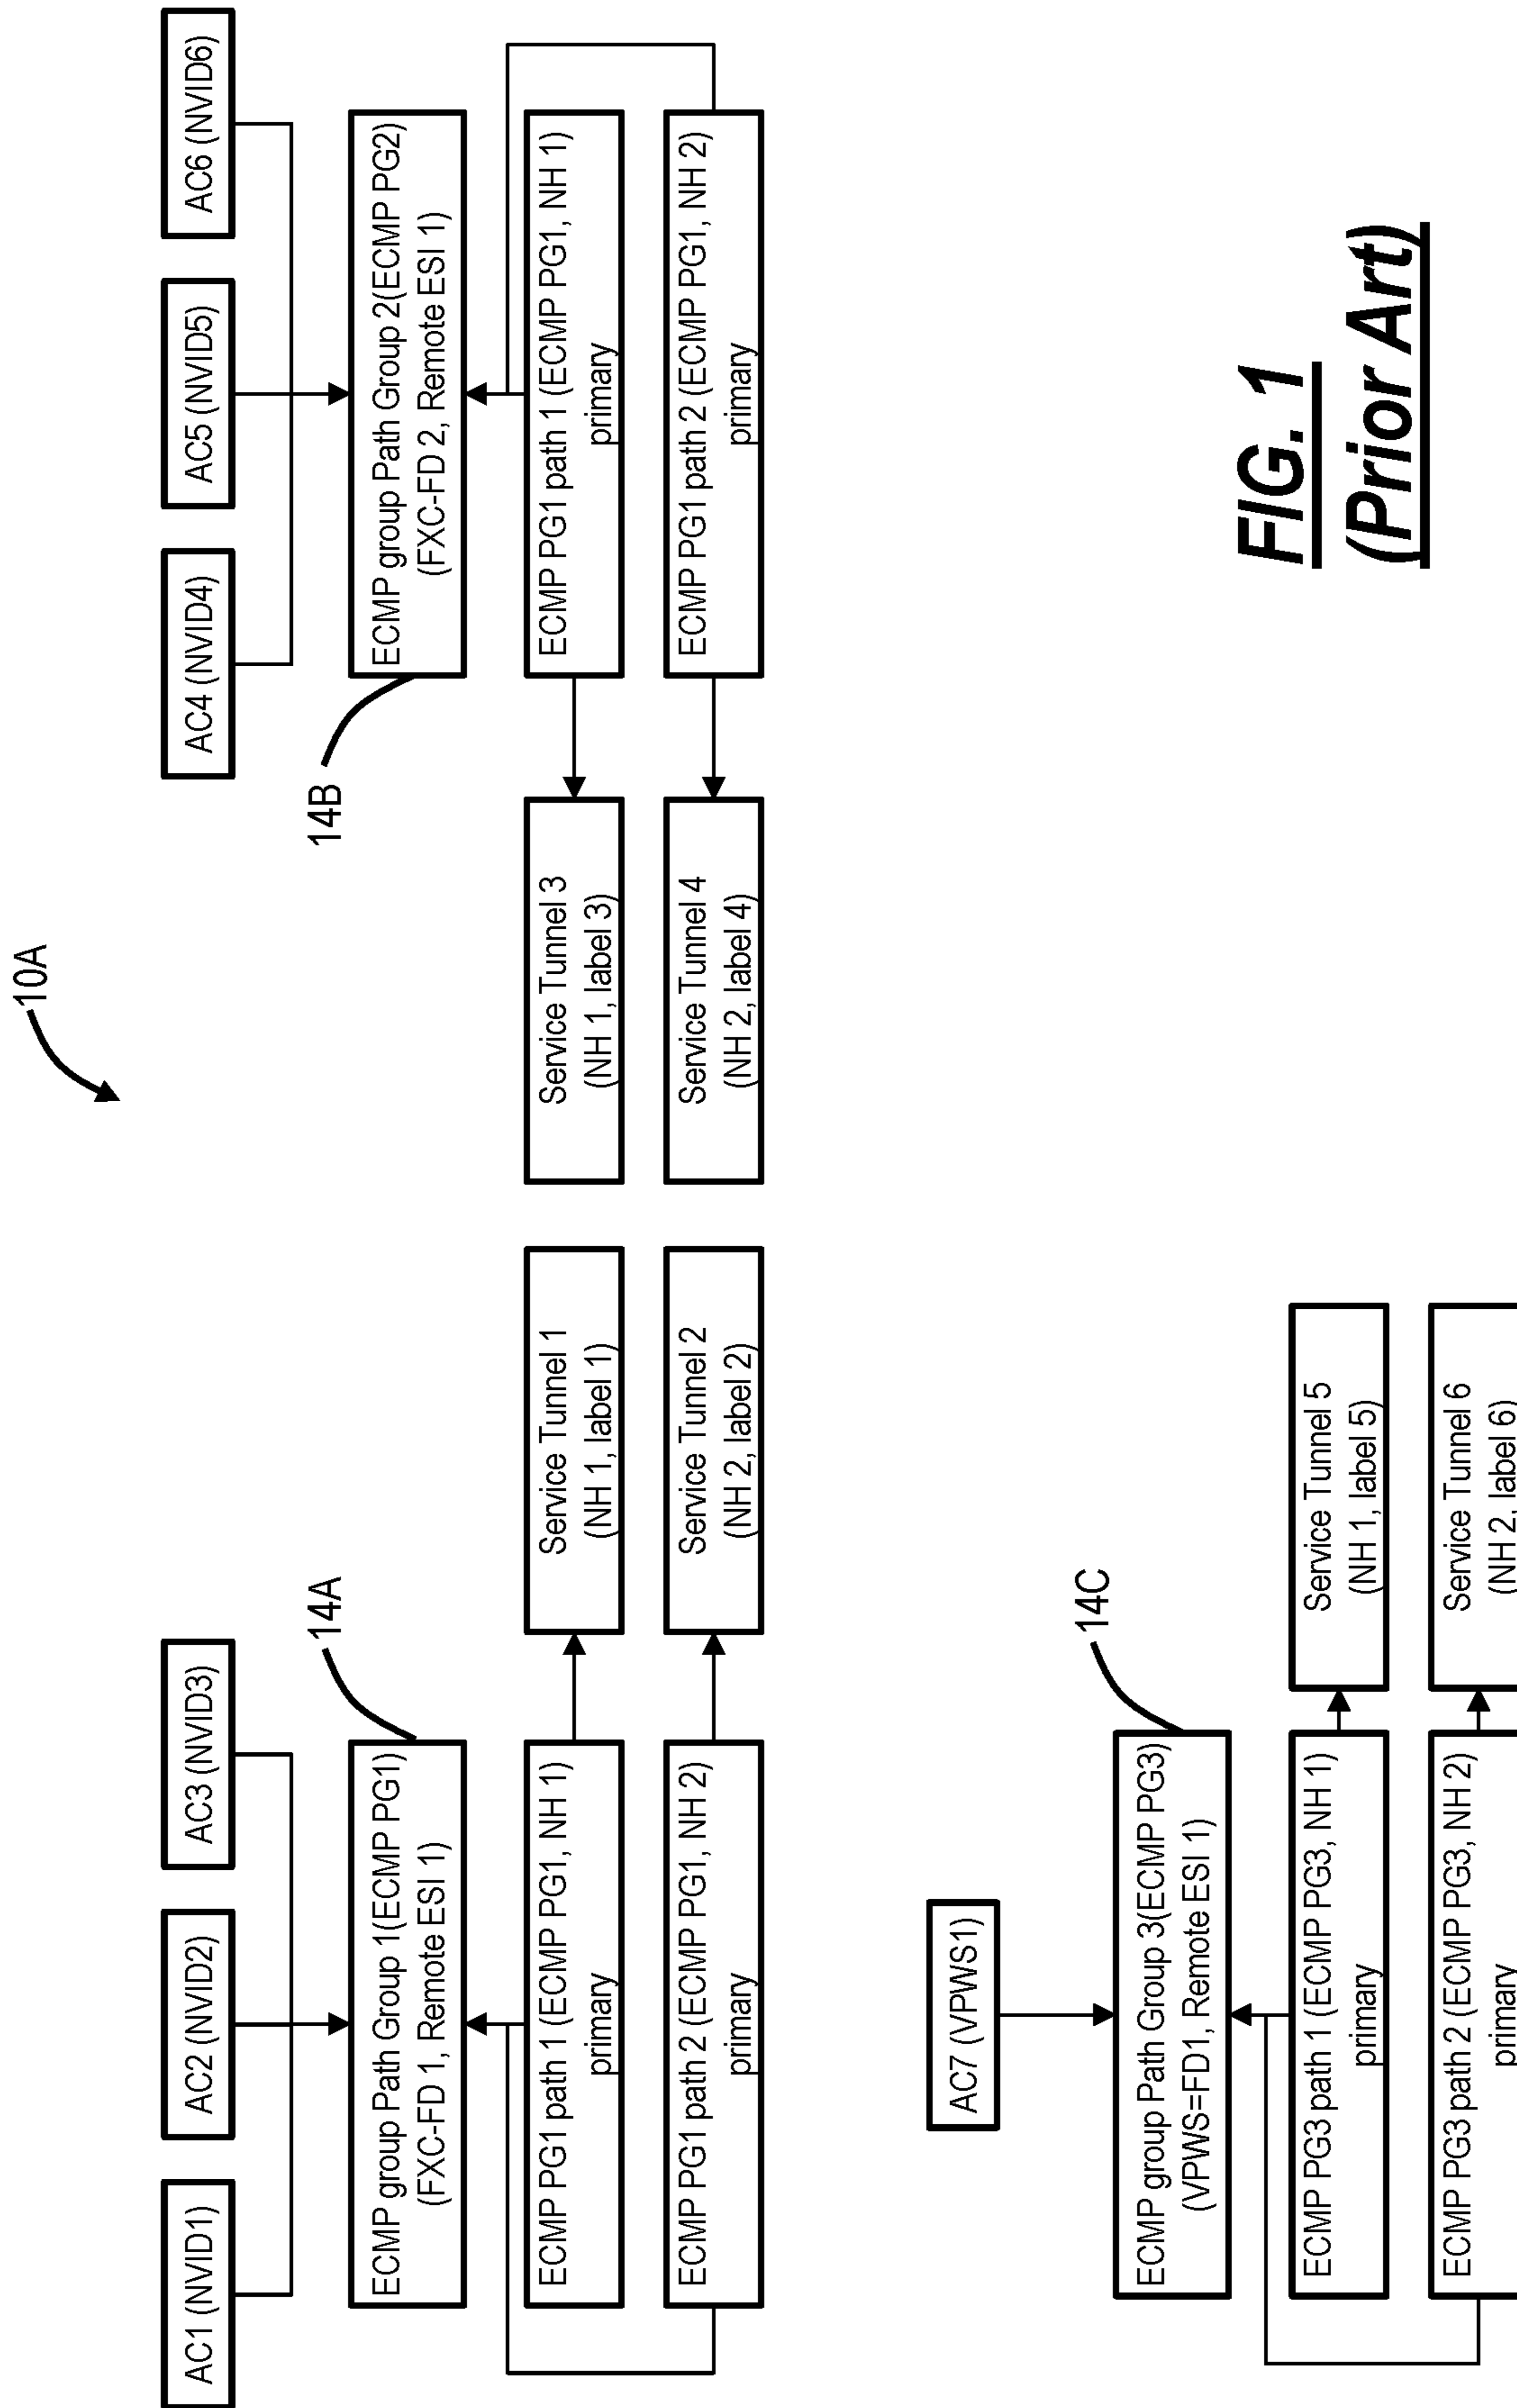 10A
AC1 (NVID1)
AC2 (NVID2)
AC3 (NVID3)
14A
ECMP group Path Group 1(ECMP PG1)
(FXC-FD 1, Remote ESI 1)
ECMP PG1 path 1 (ECMP PG1, NH 1)
primary
ECMP PG1 path 2 (ECMP PG1, NH 2)
primary
Service Tunnel 1
(NH 1, label 1)
Service Tunnel 2
(NH 2, label 2)
AC4 (NVID4)
AC5 (NVID5)
AC6 (NVID6)
14B
ECMP group Path Group 2(ECMP PG2)
(FXC-FD 2, Remote ESI 1)
ECMP PG1 path 1 (ECMP PG1, NH 1)
primary
ECMP PG1 path 2 (ECMP PG1, NH 2)
primary
Service Tunnel 3
(NH 1, label 3)
Service Tunnel 4
(NH 2, label 4)
AC7 (VPWS1)
14C
ECMP group Path Group 3(ECMP PG3)
(VPWS=FD1, Remote ESI 1)
ECMP PG3 path 1 (ECMP PG3, NH 1)
primary
ECMP PG3 path 2 (ECMP PG3, NH 2)
primary
Service Tunnel 5
(NH 1, label 5)
Service Tunnel 6
(NH 2, label 6)
FIG. 1
(Prior Art)